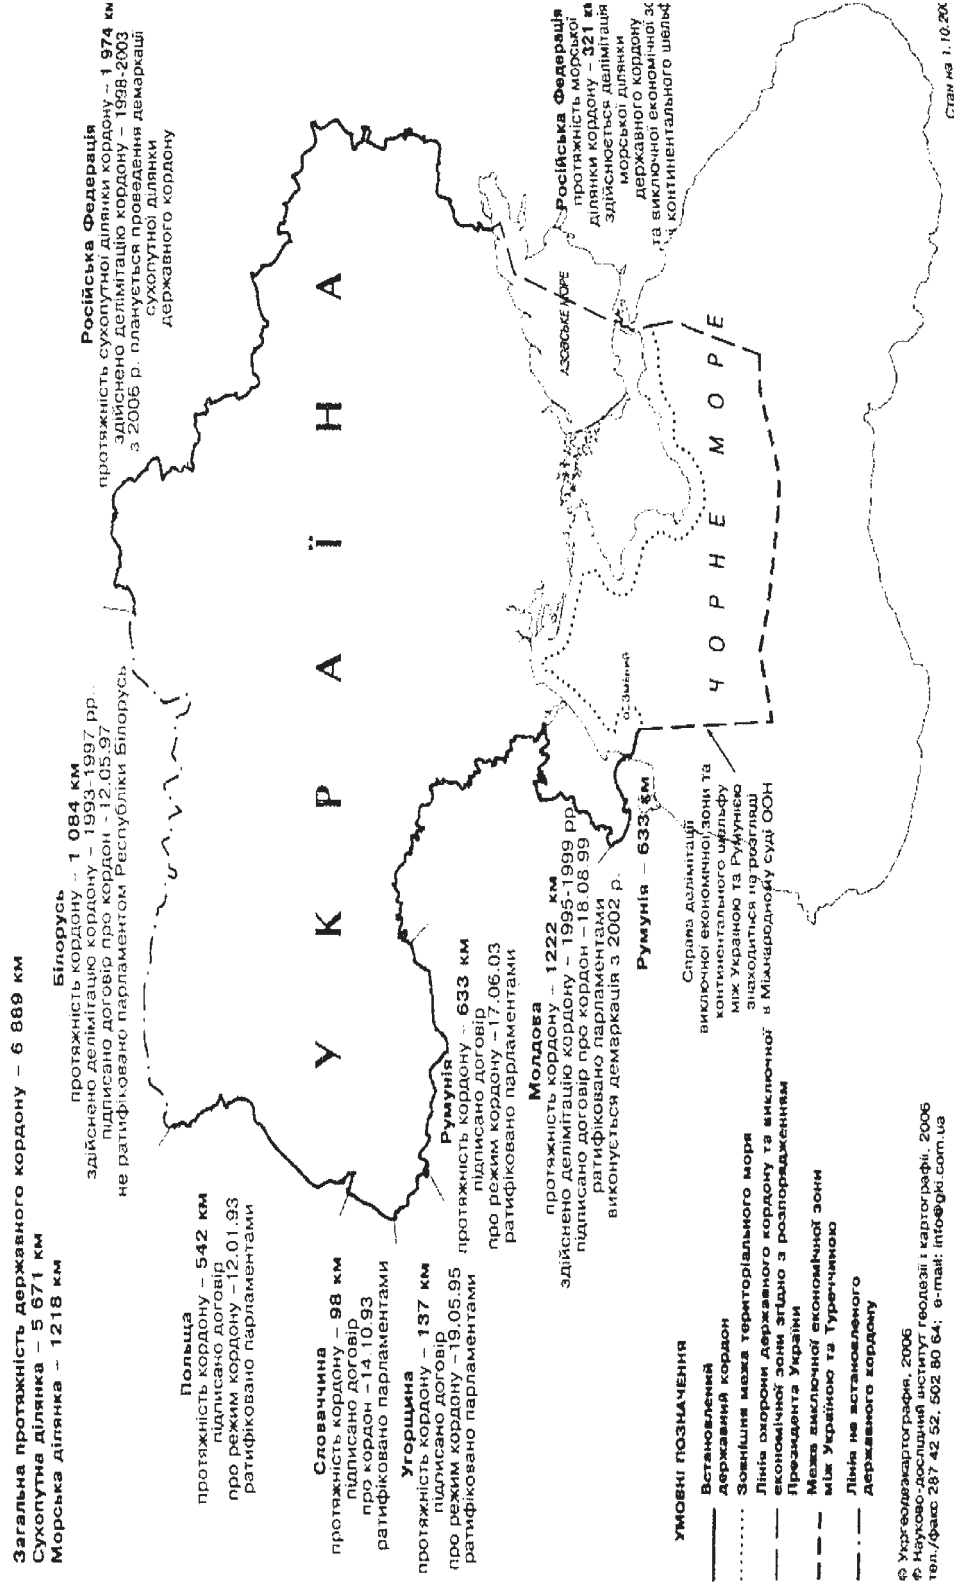 Загальна протяжність державного кордону – 6 889 км
Сухопутна ділянка – 5 671 км
Морська ділянка – 1218 км
Білорусь
протяжність кордону – 1 084 км
здійснено делімітацію кордону – 1993-1997 рр.
підписано договір про кордон - 12.05.97
не ратифіковано парламентом Республіки Білорусь
Російська Федерація
протяжність сухопутної ділянки кордону – 1 974 км
здійснено делімітацію кордону – 1998-2003
з 2006 р. планується проведення демаркації
сухопутної ділянки
державного кордону
Польща
протяжність кордону – 542 км
підписано договір
про режим кордону –12.01.93
ратифіковано парламентами
Словаччина
протяжність кордону – 98 км
підписано договір
про кордон –14.10.93
ратифіковано парламентами
Угорщина
протяжність кордону – 137 км
підписано договір
про режим кордону -19.05.95
ратифіковано парламентами
Румунія
протяжність кордону – 633 км
підписано договір
про режим кордону –17.06.03
ратифіковано парламентами
Молдова
протяжність кордону – 1222 км
здійснено делімітацію кордону – 1995-1999 рр.
підписано договір про кордон – 18.08.99
ратифіковано парламентами
виконується демаркація з 2002 р.
Румунія – 633 км
УКРАЇНА
АЗОВСЬКЕ МОРЕ
ЧОРНЕ МОРЕ
о. Зміїний
Російська Федерація
протяжність морської
ділянки кордону – 321 км
здійснюється делімітація
морської ділянки
державного кордону
та виключної економічної
континентального
Справа делімітації
виключної економічної зони та
континентального шельфу
між Україною та Румунією
знаходиться на розгляді
в Міжнародному суді ООН
УМОВНІ ПОЗНАЧЕННЯ
Встановлений
державний кордон
Зовнішня межа територіального моря
Лінія охорони державного кордону та виключної
економічної зони згідно з розпорядженням
Президента України
Межа виключної економічної зони
між Україною та Туреччиною
Лінія не встановленого
державного кордону
© Укргеодезкартографія, 2006
© Науково-дослідний інститут геодезії і картографії, 2006
тел./факс 287 42 52, 502 80 64; e-mail: info@gki.com.ua
Стан на 1.10.200